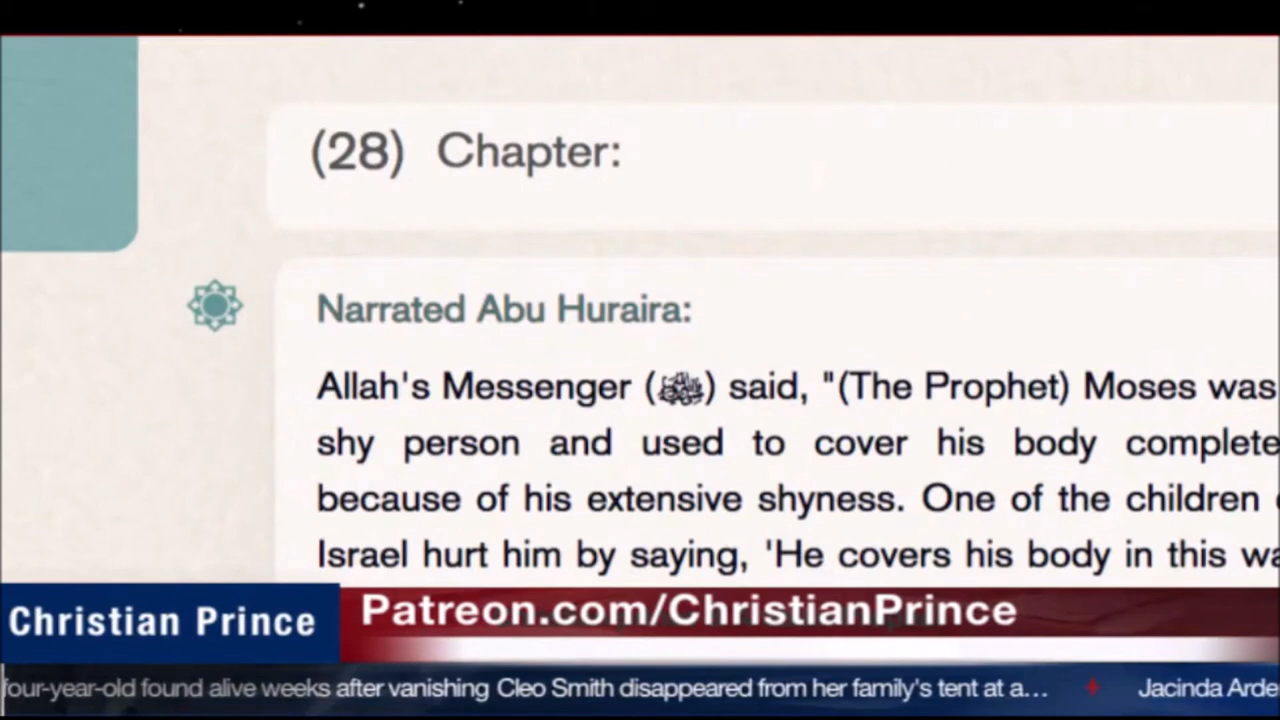 (28) Chapter:
Narrated Abu Huraira:
Allah's Messenger (ﷺ) said, "(The Prophet) Moses was
shy person and used to cover his body complete
because of his extensive shyness. One of the children
Israel hurt him by saying, 'He covers his body in this wa
Christian Prince
Patreon.com/ChristianPrince
four-year-old found alive weeks after vanishing Cleo Smith disappeared from her family's tent at a… Jacinda Arde